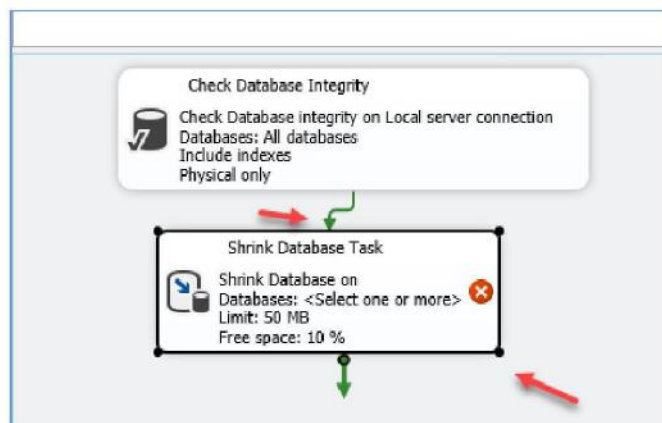 Check Database Integrity
Check Database integrity on Local server connection
Databases: All databases
Include indexes
Physical only
Shrink Database Task
Shrink Database on
Databases: <Select one or more>
Limit: 50 MB
Free space: 10 %